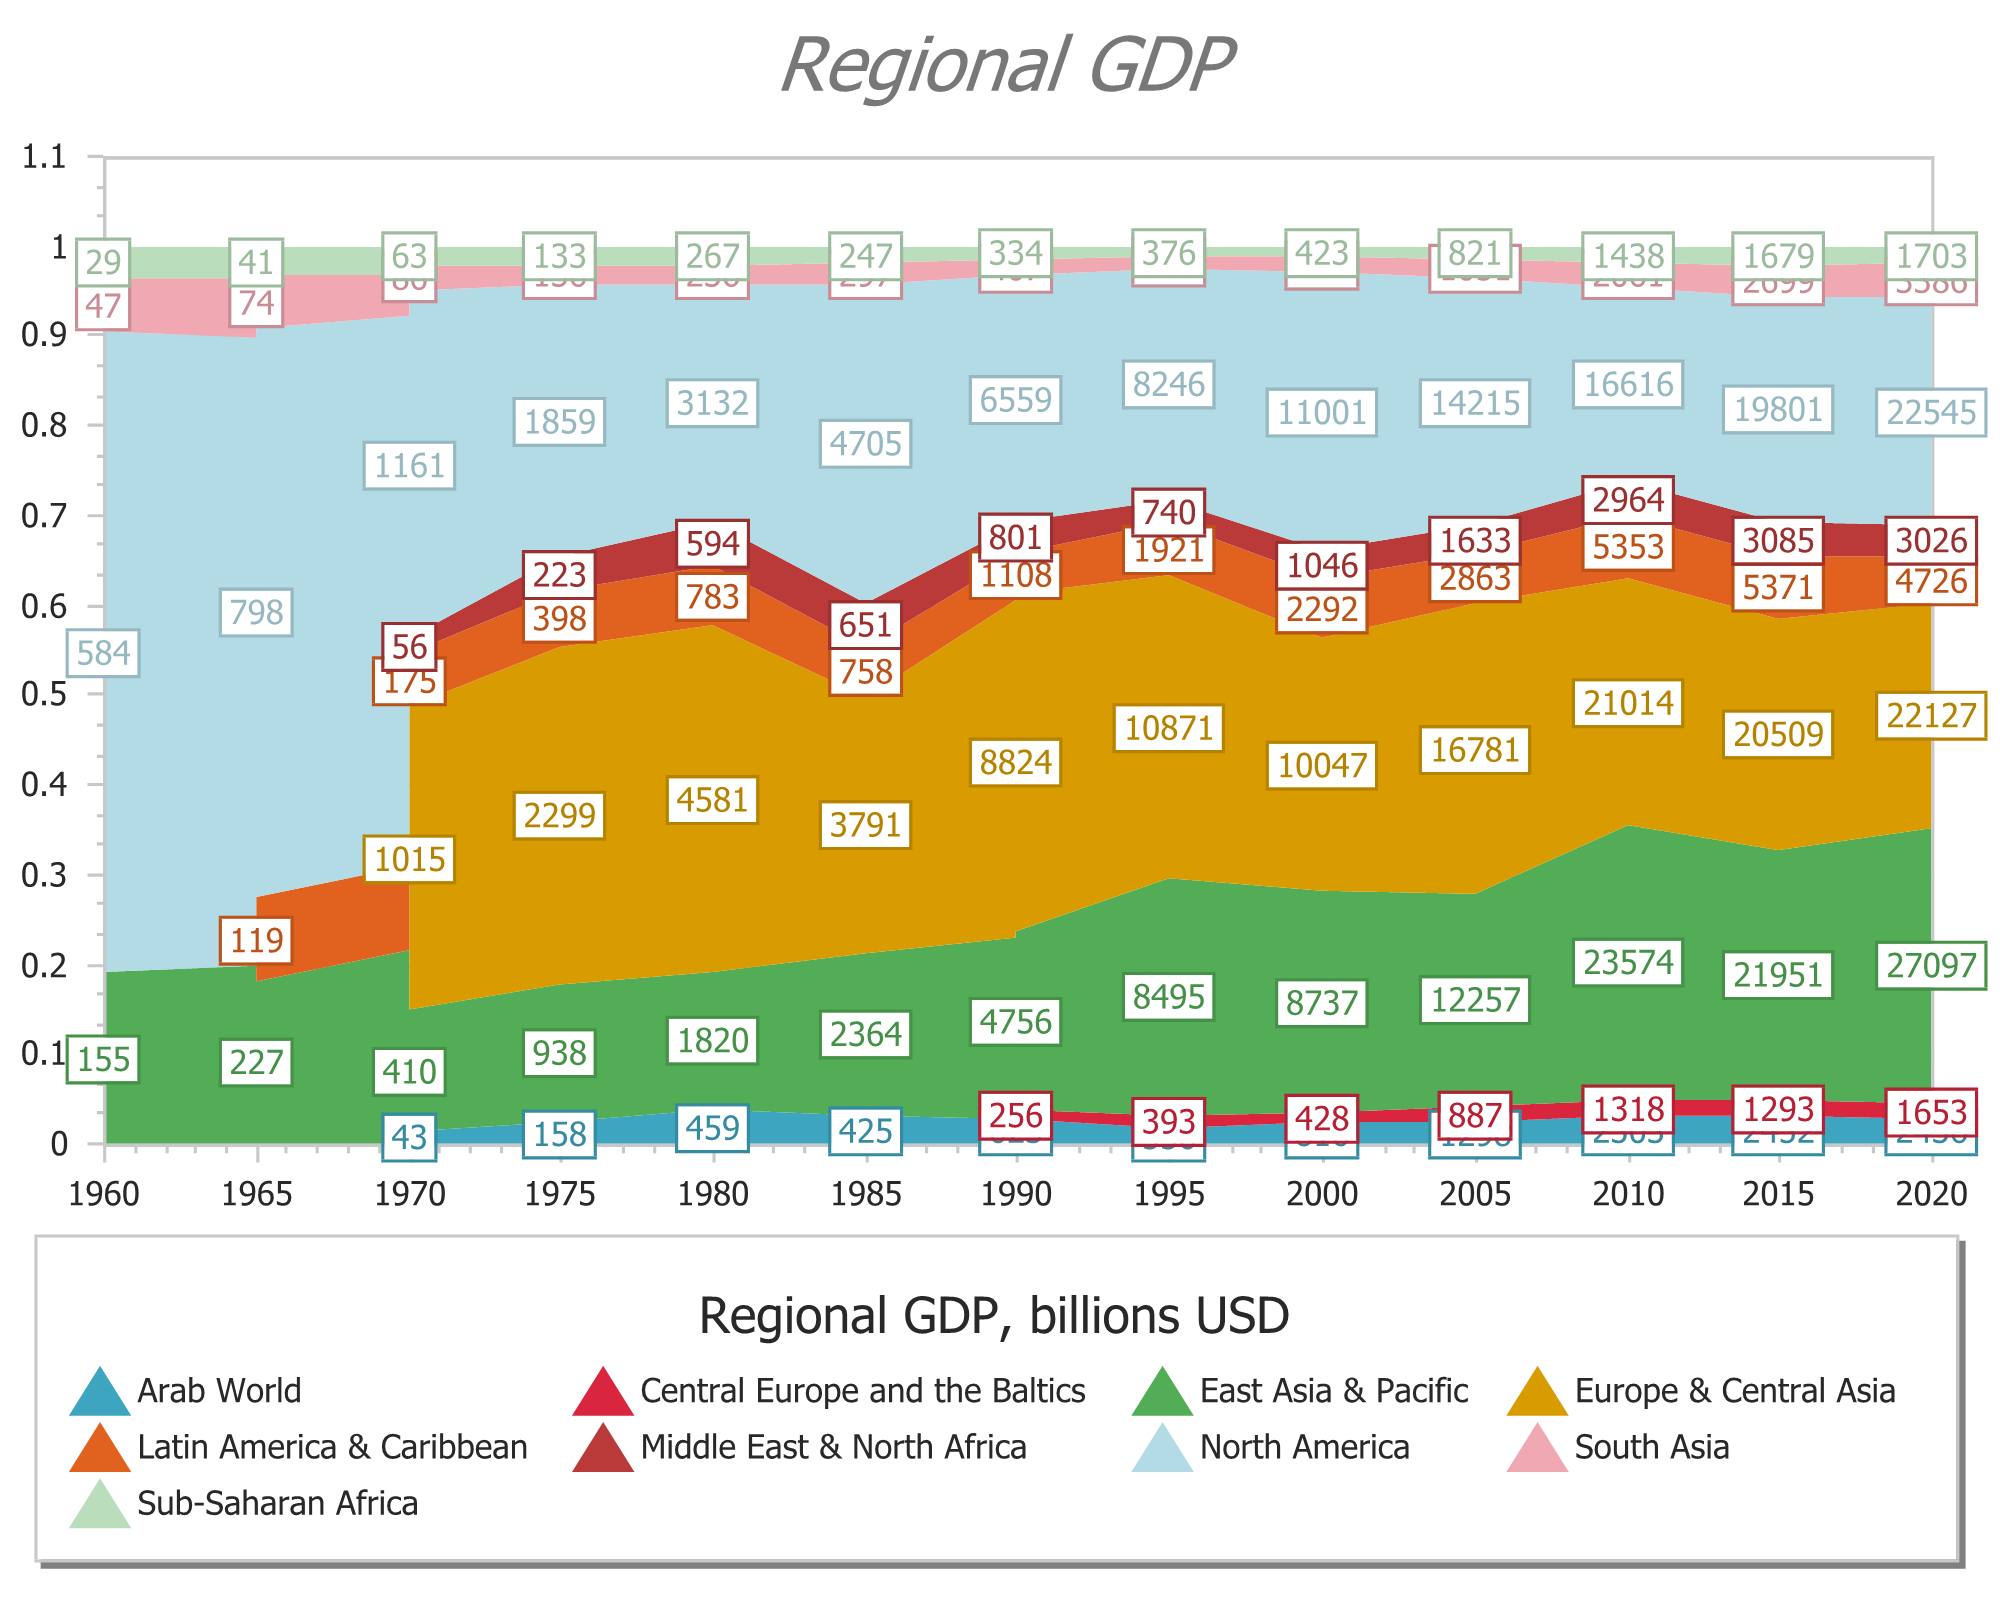 Regional GDP
1.1
1
0.9
0.8
0.7
0.6
0.5
0.4
0.3
0.2
0.1
0
29 41 63 133 267 247 334 376 423 821 1438 1679 1703
47 74
584 798 1161 1859 3132 4705 6559 8246 11001 14215 16616 19801 22545
56 223 594 651 801 740 1046 1633 2964 3085 3026
119 175 398 783 758 1108 1921 2292 2863 5353 5371 4726
1015 2299 4581 3791 8824 10871 10047 16781 21014 20509 22127
155 227 410 938 1820 2364 4756 8495 8737 12257 23574 21951 27097
256 393 428 887 1318 1293 1653
43 158 459 425
1960 1965 1970 1975 1980 1985 1990 1995 2000 2005 2010 2015 2020
Regional GDP, billions USD
Arab World Central Europe and the Baltics East Asia & Pacific Europe & Central Asia
Latin America & Caribbean Middle East & North Africa North America South Asia
Sub-Saharan Africa